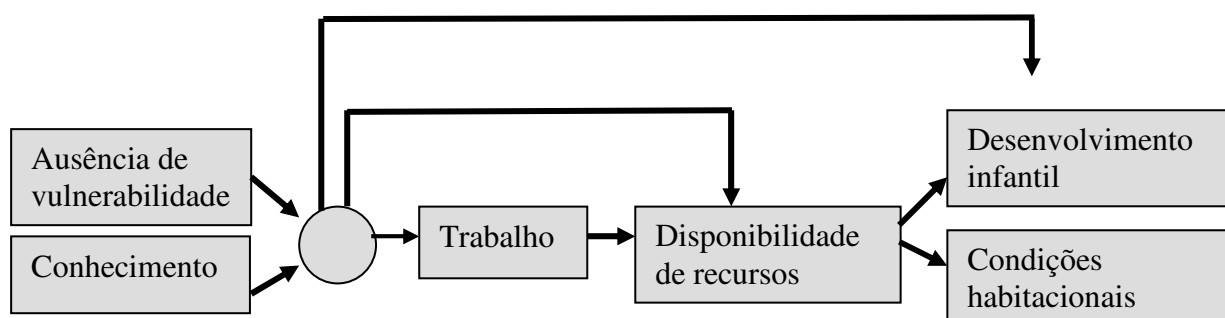 Ausência de
vulnerabilidade
Conhecimento
Trabalho
Disponibilidade
de recursos
Desenvolvimento
infantil
Condições
habitacionais